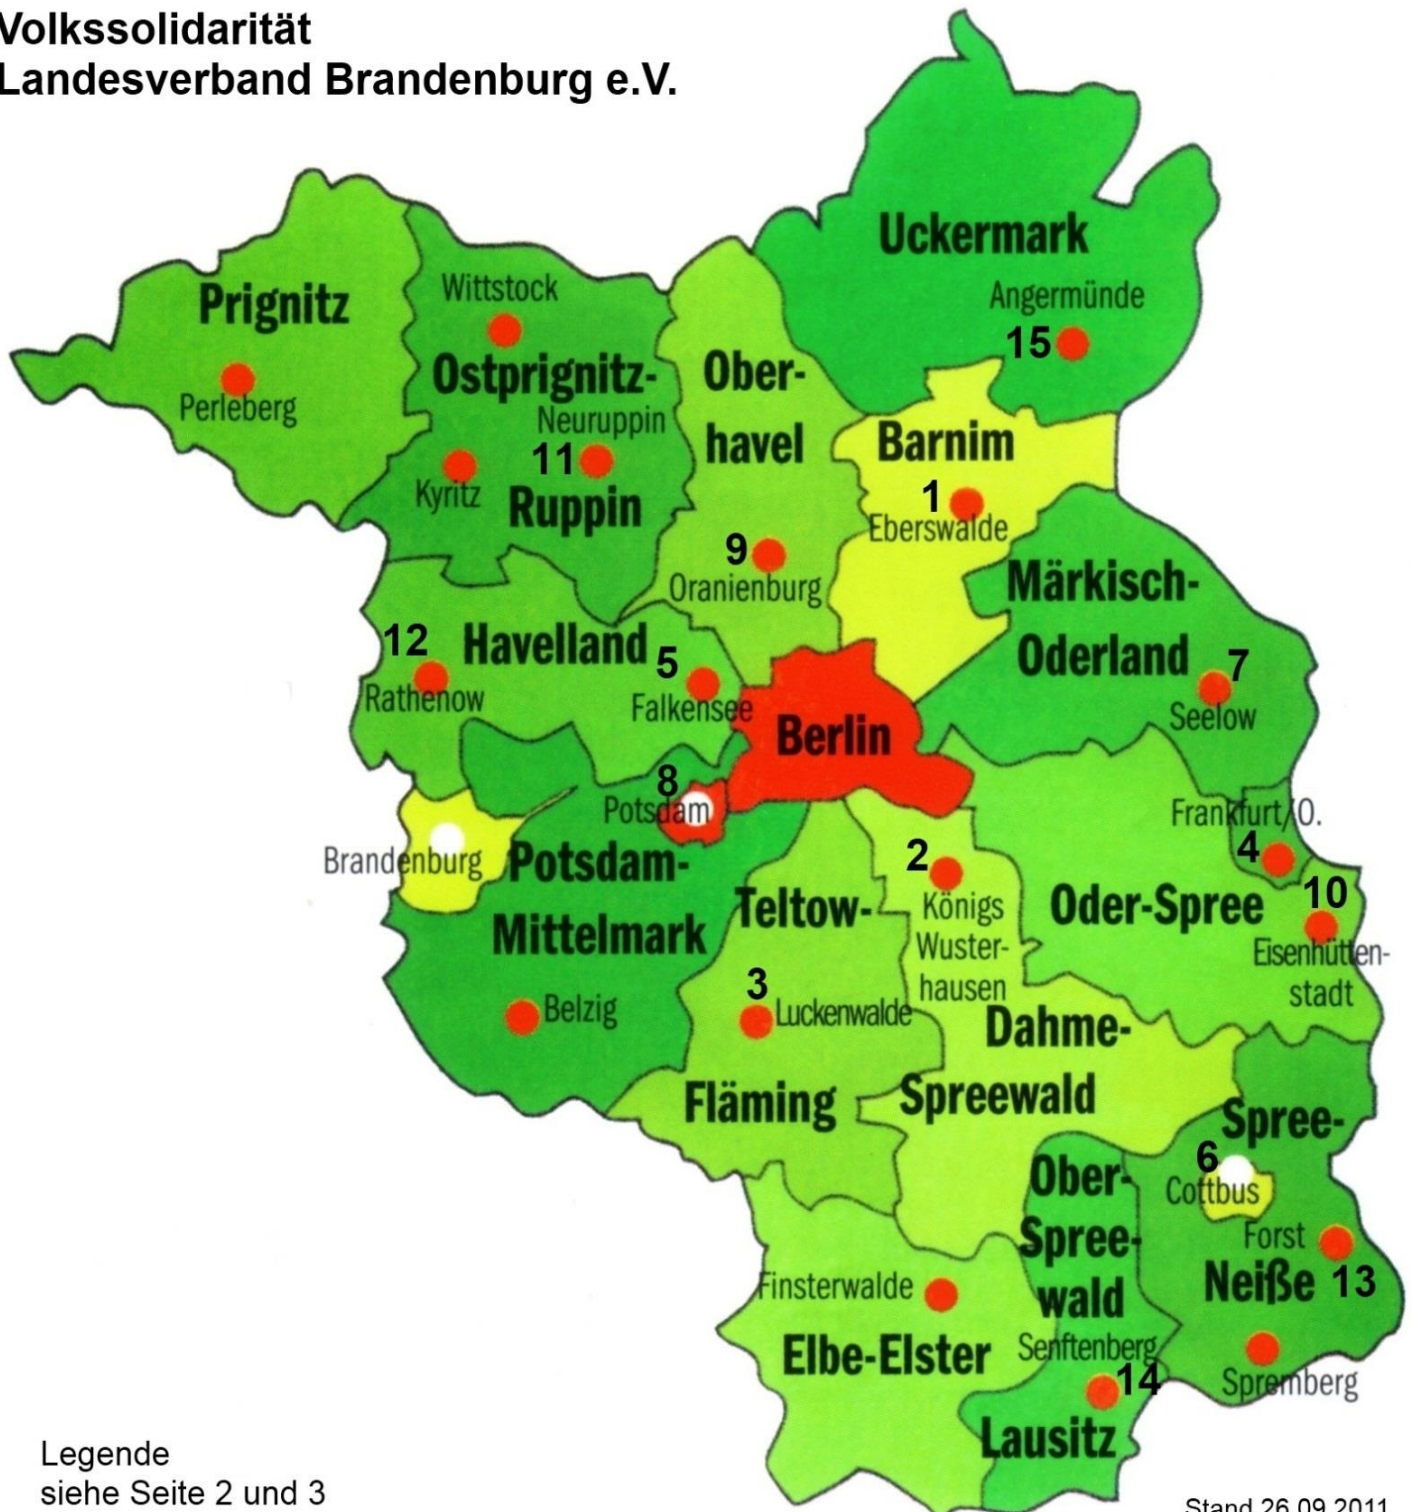 Volkssolidarität
Landesverband Brandenburg e.V.
Uckermark
Angermünde
15
Prignitz
Perleberg
Wittstock
Ostprignitz-
Neuruppin
11
Kyritz
Ruppin
Ober-
havel
9
Oranienburg
Barnim
1
Eberswalde
Märkisch-
Oderland
7
Seelow
12
Havelland
5
Rathenow
Falkensee
Berlin
8
Potsdam
Brandenburg
Potsdam-
Mittelmark
Belzig
Teltow-
3
Luckenwalde
Fläming
2
Königs
Wuster-
hausen
Frankfurt/O.
4
10
Oder-Spree
Eisenhütten-
stadt
Dahme-
Spreewald
Spree-
6
Cottbus
Forst
Neiße 13
Spremberg
Ober-
Spree-
wald
Senftenberg
14
Lausitz
Finsterwalde
Elbe-Elster
Legende
siehe Seite 2 und 3
Stand 26.09.2011